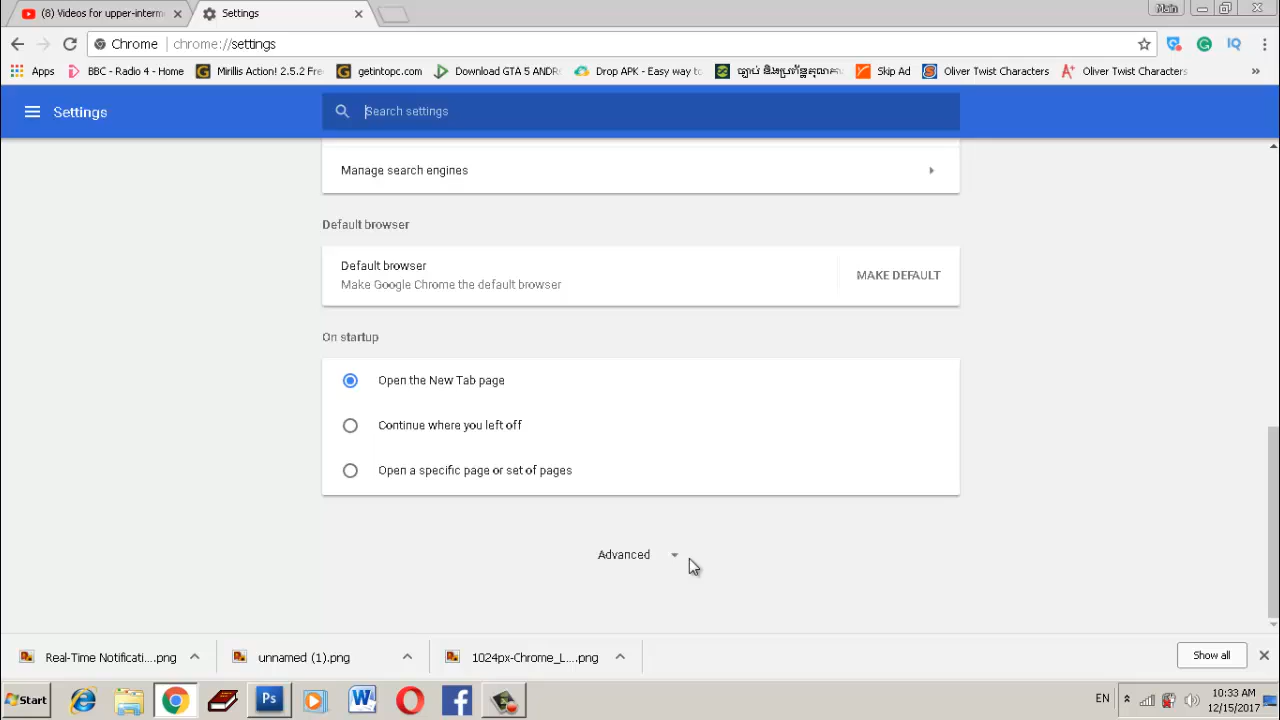 (8) Videos for upper-interm
Settings
Main
Chrome
chrome://settings
Apps
BBC - Radio 4 - Home
Mirillis Action! 2.5.2 Fre
getintopc.com
Download GTA 5 ANDR
Drop APK - Easy way to
Skip Ad
Oliver Twist Characters
Oliver Twist Characters
»
Settings
Search settings
Manage search engines
Default browser
Default browser
Make Google Chrome the default browser
MAKE DEFAULT
On startup
Open the New Tab page
Continue where you left off
Open a specific page or set of pages
Advanced
Real-Time Notificati....png
unnamed (1).png
1024px-Chrome_L....png
Show all
Start
Ps
EN
10:33 AM
12/15/2017